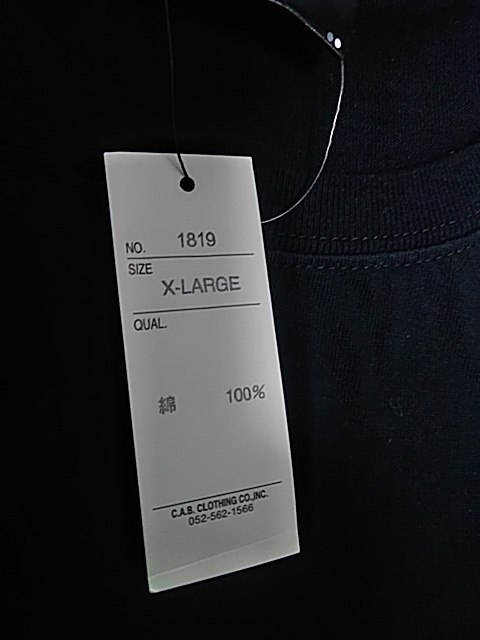 NO. 1819
SIZE
X-LARGE
QUAL.
綿 100%
C.A.B. CLOTHING CO.,INC.
052-562-1566